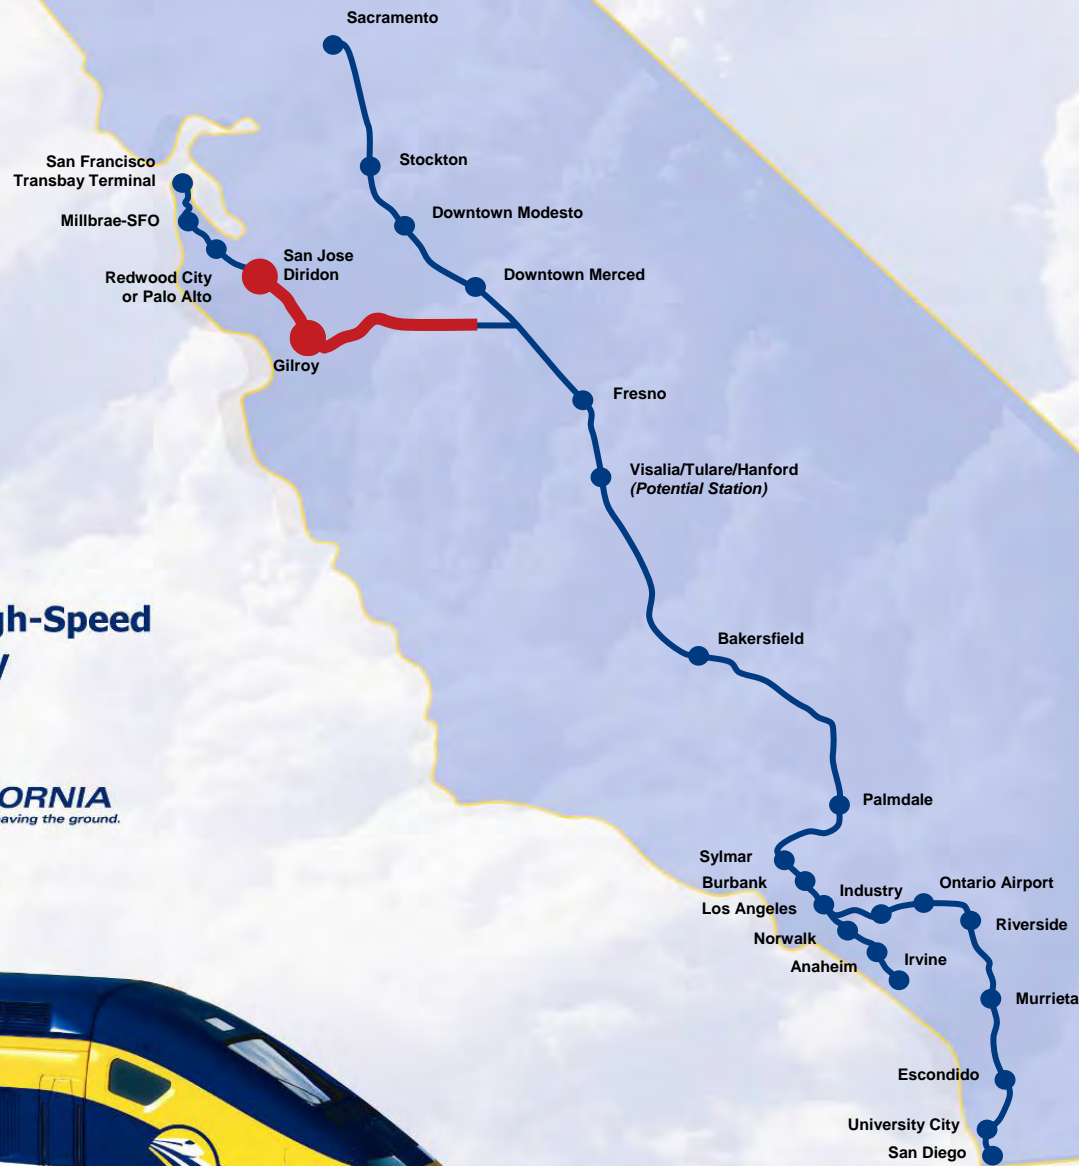 Sacramento
San Francisco
Transbay Terminal
Stockton
Millbrae-SFO
Downtown Modesto
San Jose
Diridon
Redwood City
or Palo Alto
Downtown Merced
Gilroy
Fresno
Visalia/Tulare/Hanford
(Potential Station)
gh-Speed
y
Bakersfield
ORNIA
eaving the ground.
Palmdale
Sylmar
Burbank
Industry
Ontario Airport
Los Angeles
Riverside
Norwalk
Irvine
Anaheim
Murrieta
Escondido
University City
San Diego